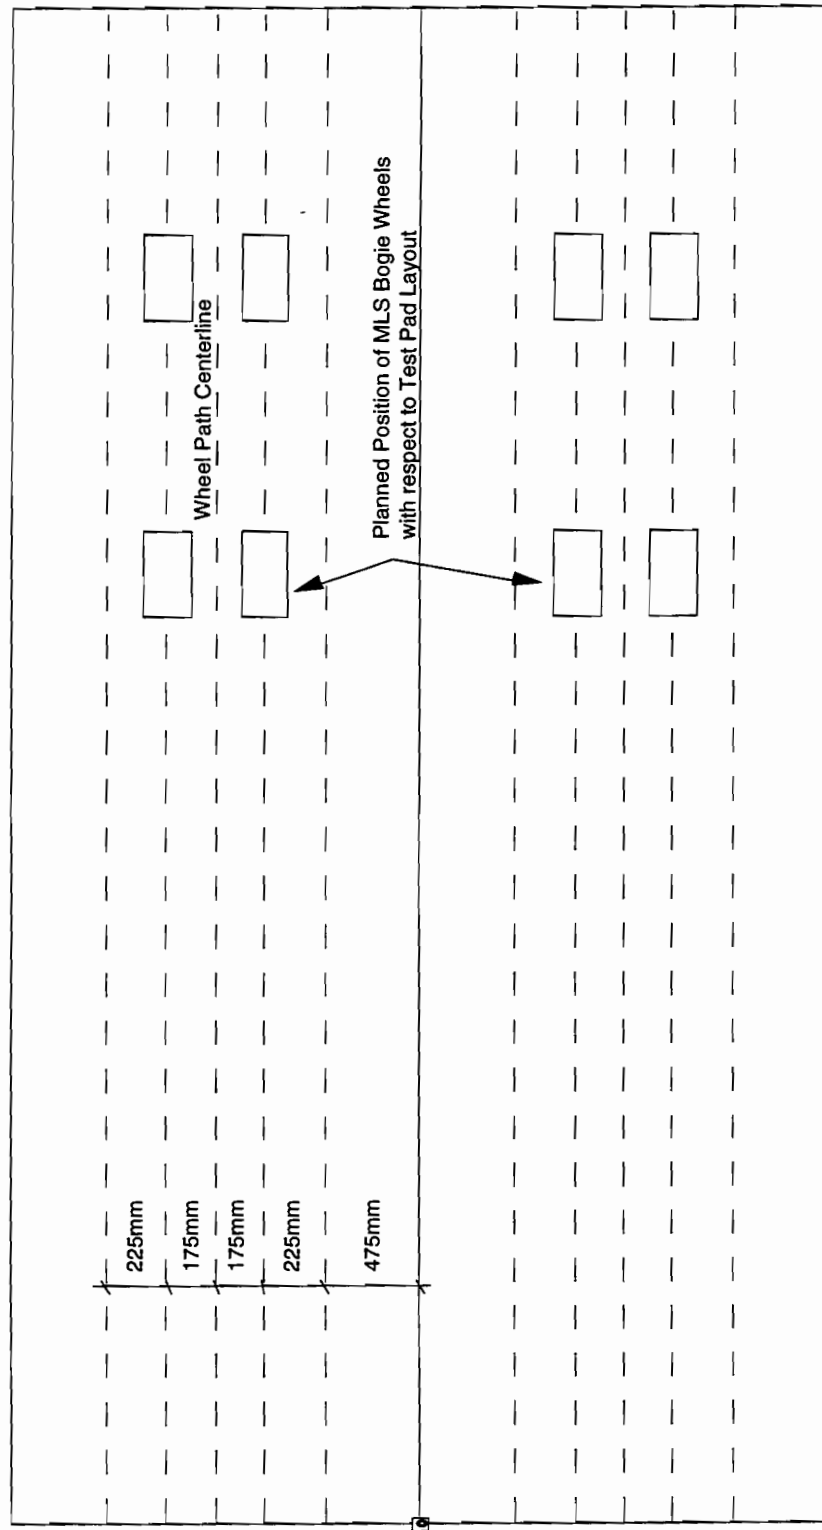 Planned Position of MLS Bogie Wheels
with respect to Test Pad Layout
Wheel Path Centerline
225mm
175mm
175mm
225mm
475mm
0